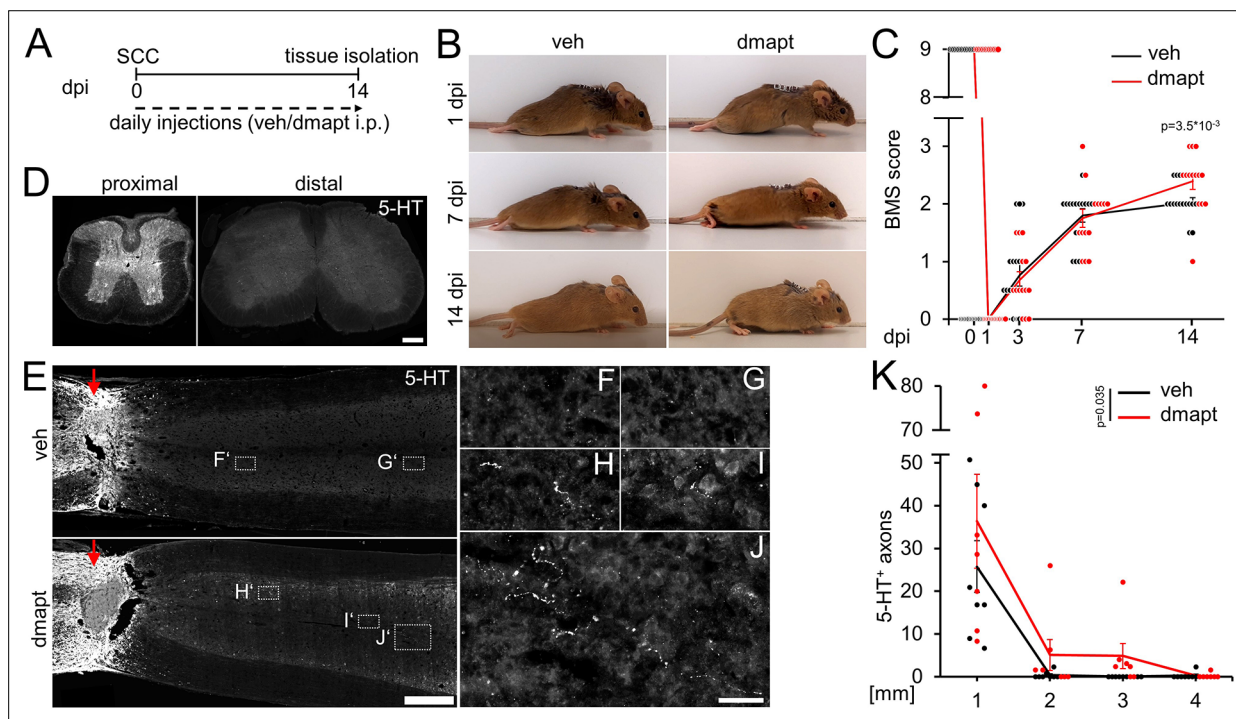 A
SCC
tissue isolation
dpi
0
14
daily injections (veh/dmapt i.p.)
B
veh
dmapt
1 dpi
7 dpi
14 dpi
C
veh
dmapt
9
8
p=3.5*10-3
3
2
1
0
BMS score
dpi
0
1
3
7
14
D
proximal
distal
5-HT
E
5-HT
veh
F‘
G‘
dmapt
H‘
I‘
J‘
F
G
H
I
J
K
veh
dmapt
p=0.035
80
70
50
40
30
20
10
0
5-HT+ axons
[mm]
1
2
3
4